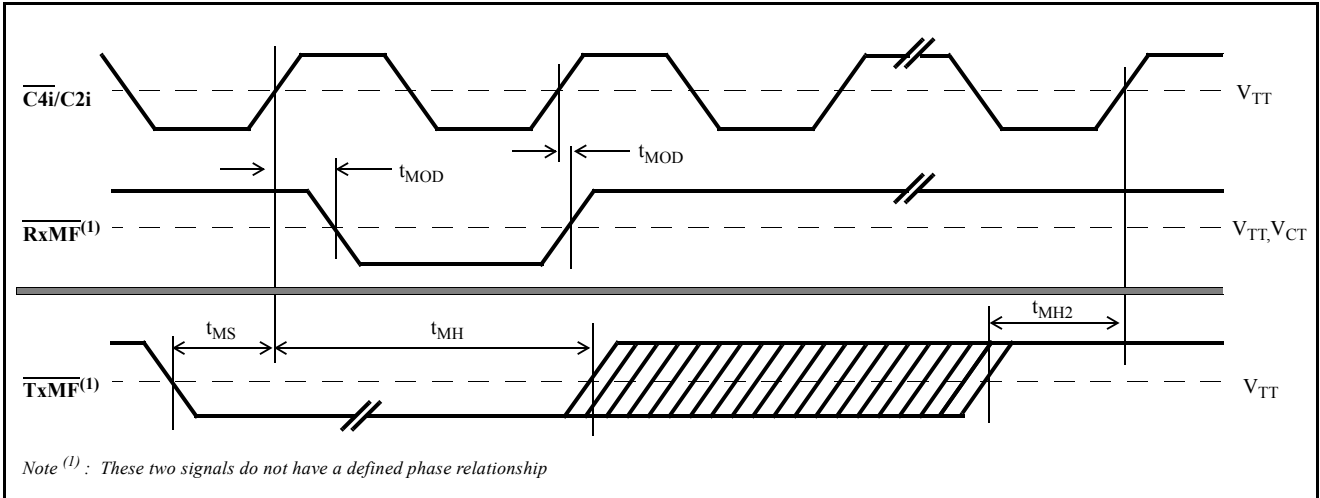 C4i/C2i
V_TT
t_MOD
t_MOD
RxMF(1)
V_TT,V_CT
t_MS
t_MH
t_MH2
TxMF(1)
V_TT
Note (1) : These two signals do not have a defined phase relationship